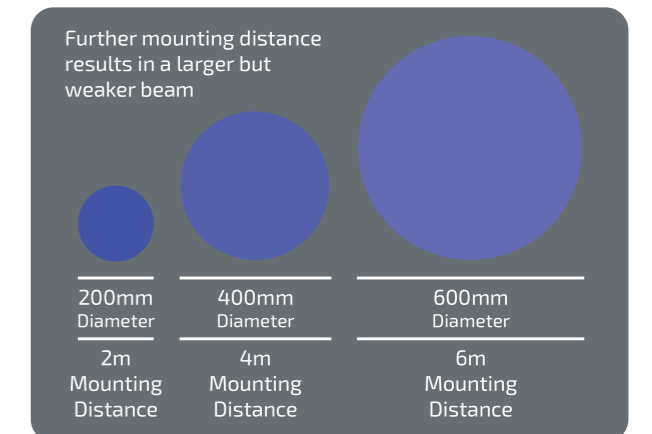 Further mounting distance
results in a larger but
weaker beam
200mm
Diameter
400mm
Diameter
600mm
Diameter
2m
Mounting
Distance
4m
Mounting
Distance
6m
Mounting
Distance